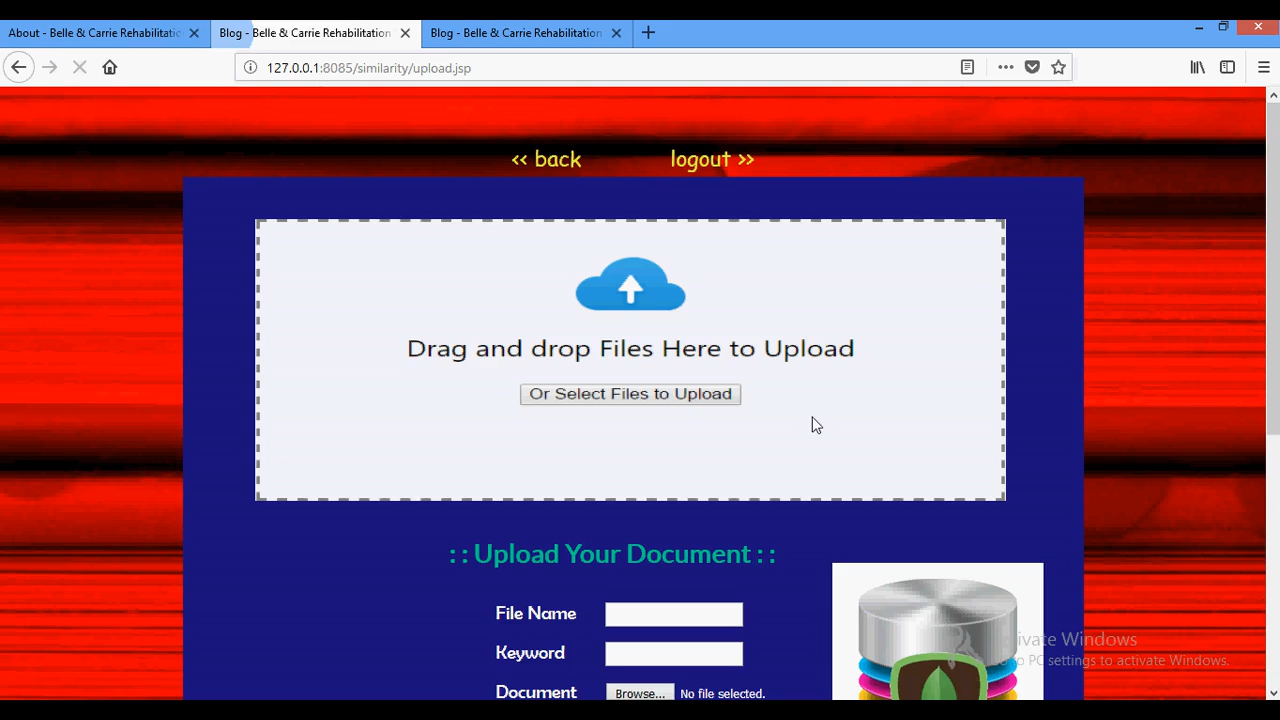 About - Belle & Carrie Rehabilitatic
Blog - Belle & Carrie Rehabilitation
Blog - Belle & Carrie Rehabilitation
127.0.0.1:8085/similarity/upload.jsp
<< back
logout >>
Drag and drop Files Here to Upload
Or Select Files to Upload
: : Upload Your Document : :
File Name
Keyword
Document
Browse...
No file selected.
Windows
PC settings to activate Windows.